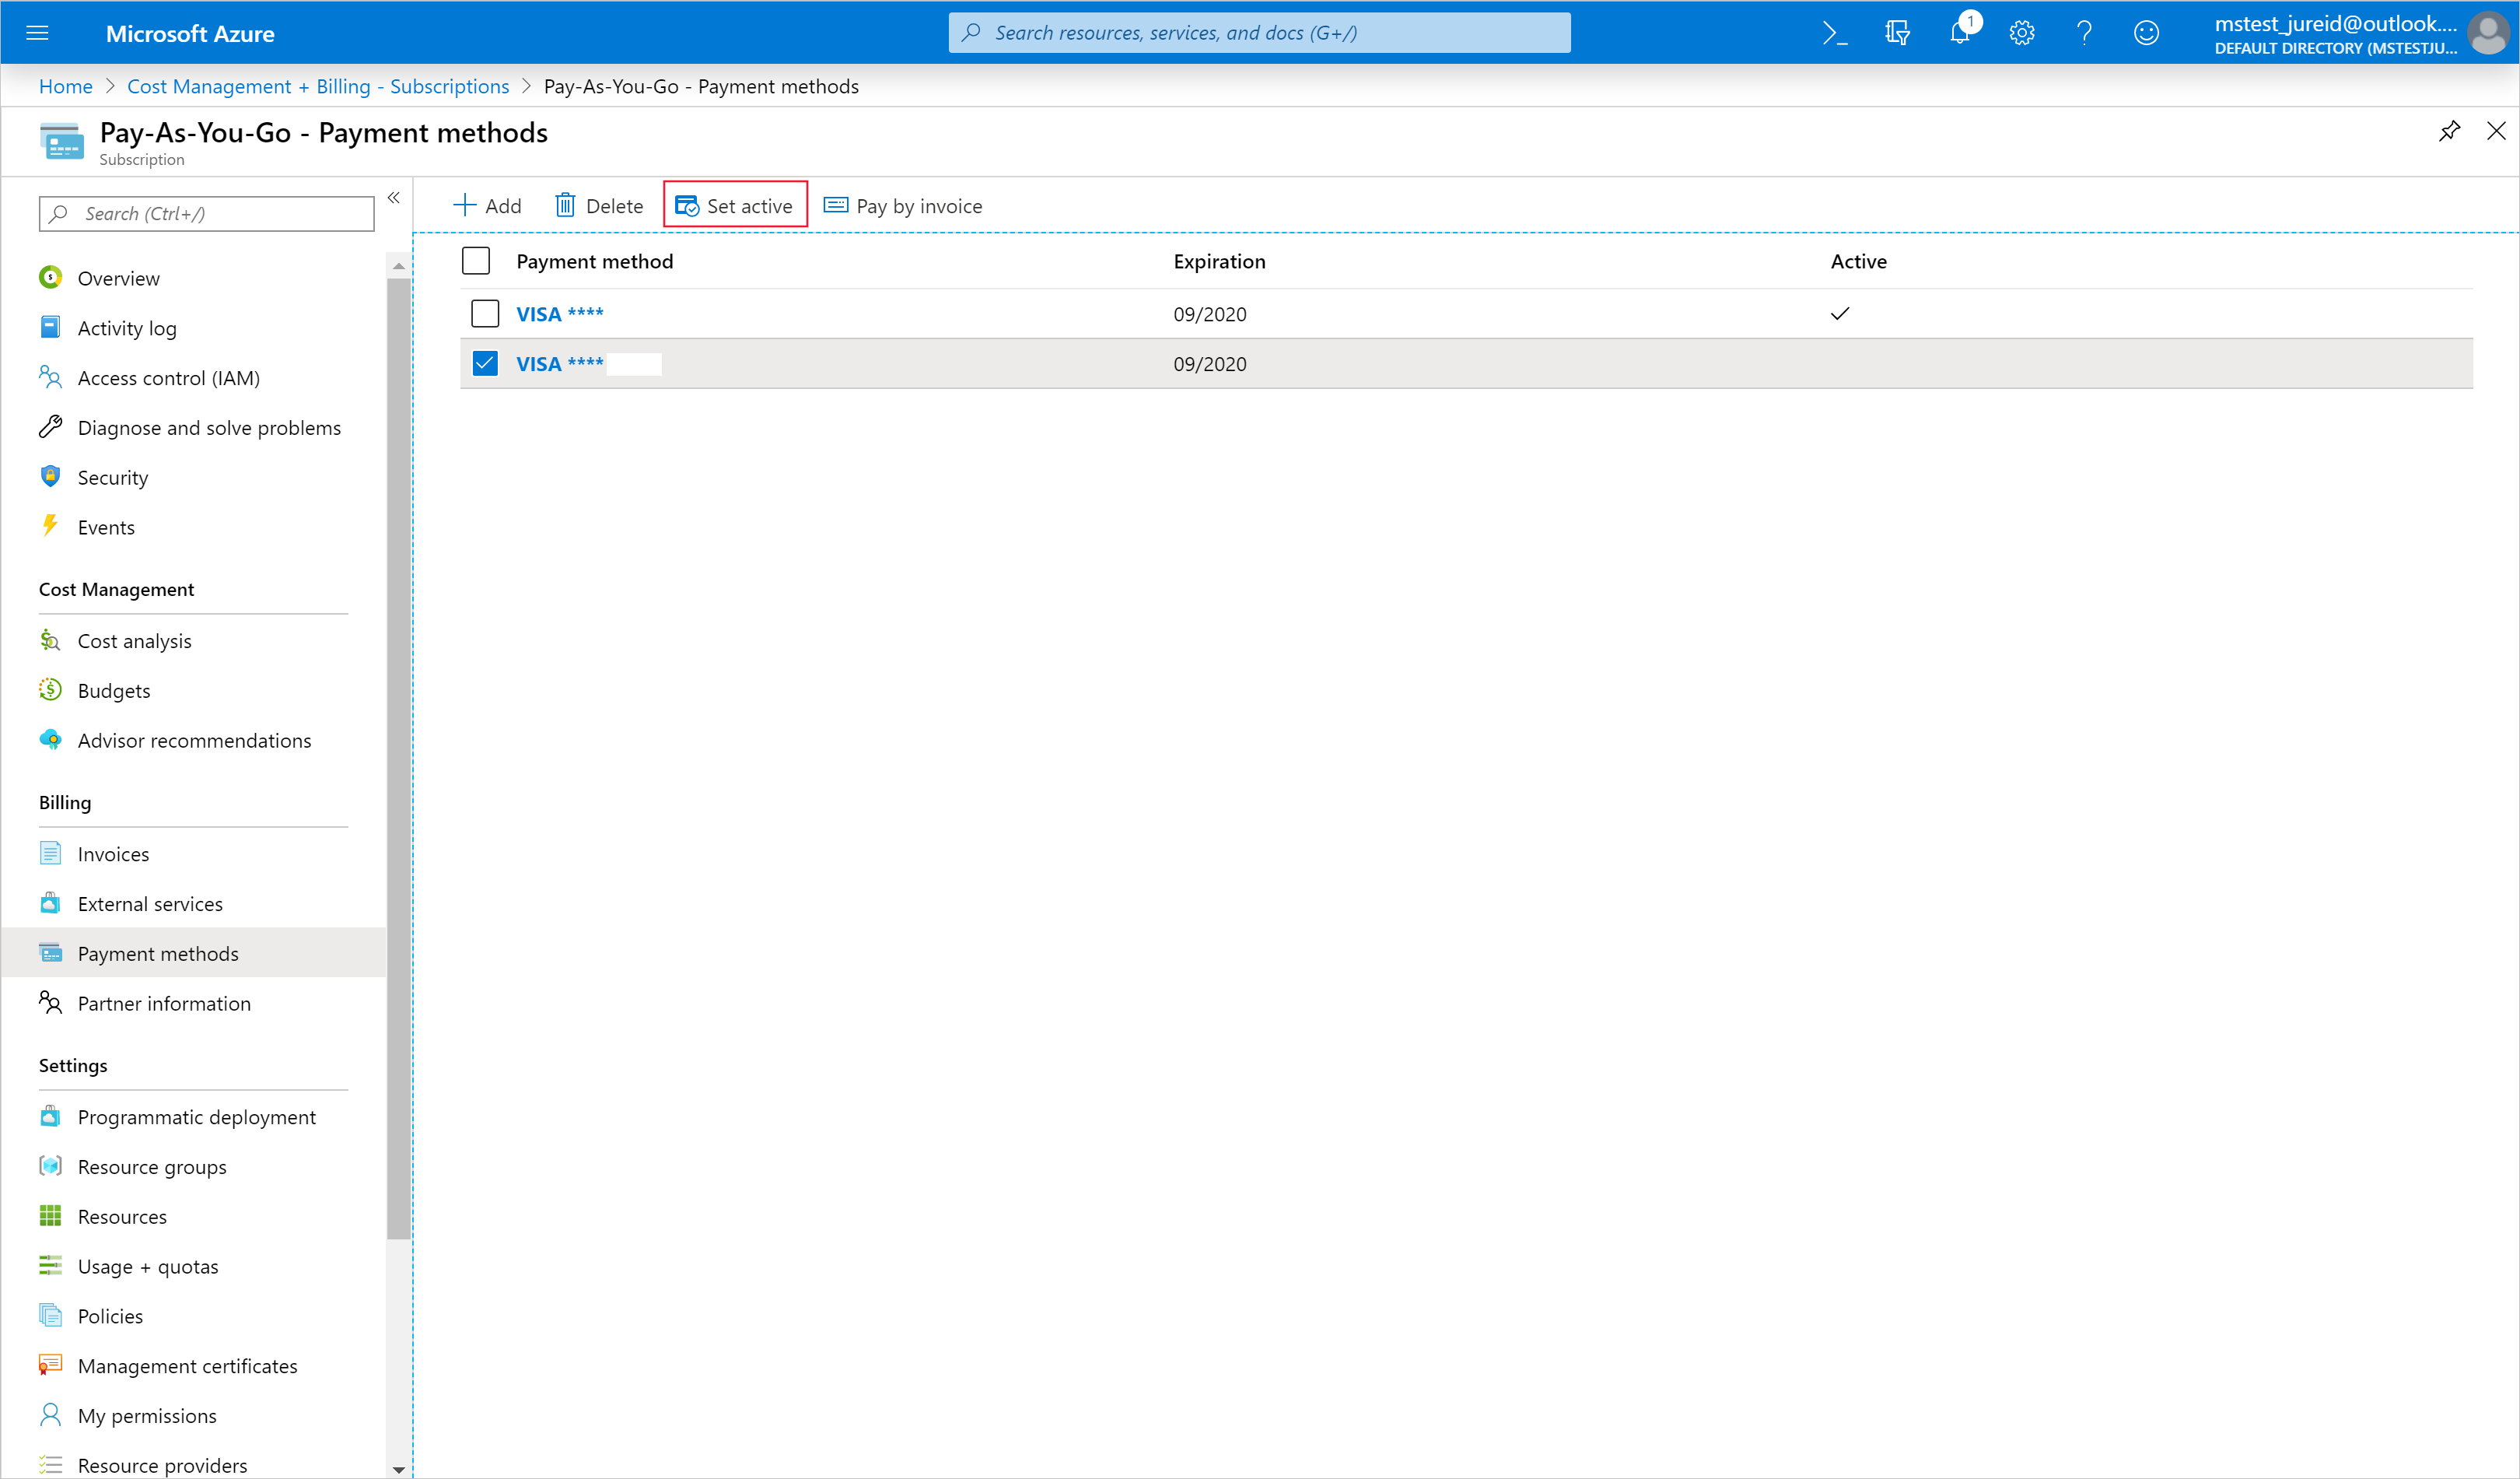 Microsoft Azure
Search resources, services, and docs (G+/)
1
mstest_jureid@outlook....
DEFAULT DIRECTORY (MSTESTJU...
Home > Cost Management + Billing - Subscriptions > Pay-As-You-Go - Payment methods
Pay-As-You-Go - Payment methods
Subscription
Search (Ctrl+/)
Overview
Activity log
Access control (IAM)
Diagnose and solve problems
Security
Events
Cost Management
Cost analysis
Budgets
Advisor recommendations
Billing
Invoices
External services
Payment methods
Partner information
Settings
Programmatic deployment
Resource groups
Resources
Usage + quotas
Policies
Management certificates
My permissions
Resource providers
Add Delete Set active Pay by invoice
Payment method Expiration Active
VISA **** 09/2020
VISA **** 09/2020